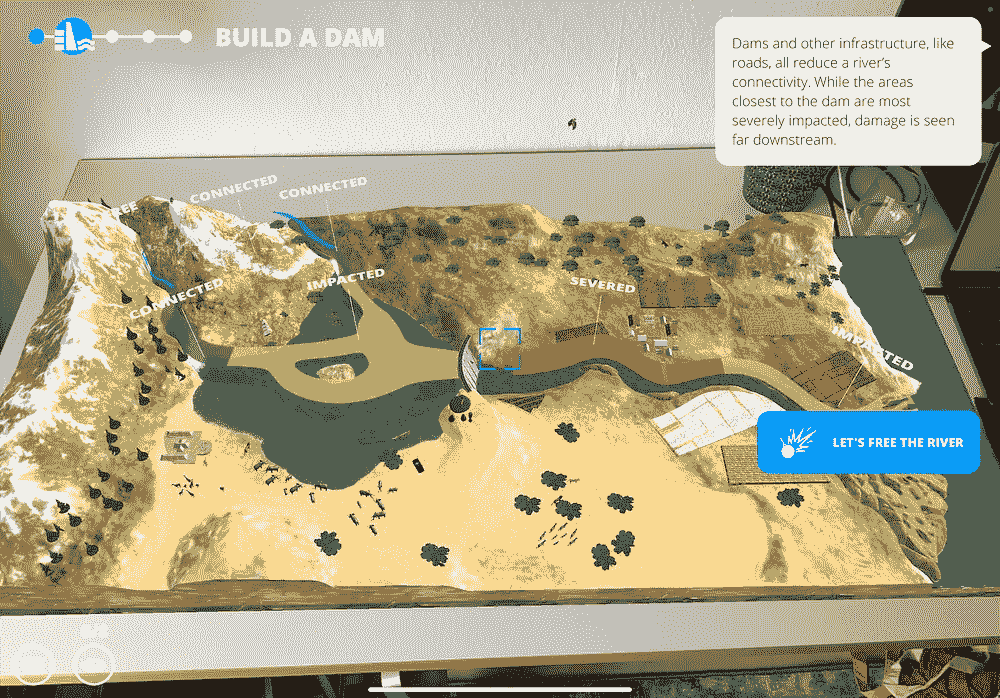 BUILD A DAM
Dams and other infrastructure, like
roads, all reduce a river's
connectivity. While the areas
closest to the dam are most
severely impacted, damage is seen
far downstream.
CONNECTED
CONNECTED
IMPACTED
CONNECTED
SEVERED
IMPACTED
LET'S FREE THE RIVER